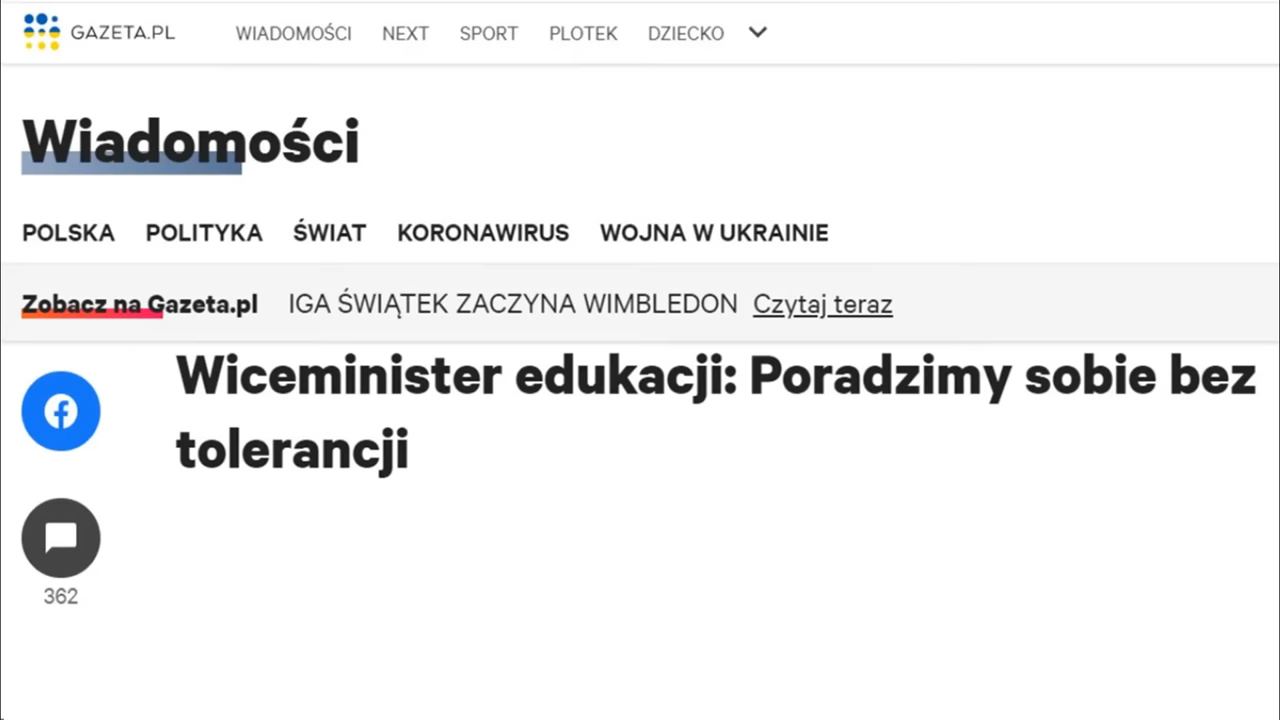 GAZETA.PL WIADOMOŚCI NEXT SPORT PLOTEK DZIECKO
Wiadomości
POLSKA POLITYKA ŚWIAT KORONAWIRUS WOJNA W UKRAINIE
Zobacz na Gazeta.pl IGA ŚWIĄTEK ZACZYNA WIMBLEDON Czytaj teraz
Wiceminister edukacji: Poradzimy sobie bez
tolerancji
362